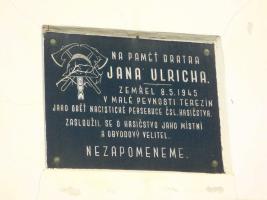 NA PAMĚŤ BRATRA
JANA ULRICHA.
ZEMŘEL 8.5.1945
V MALÉ PEVNOSTI TEREZÍN
JAKO OBĚŤ NACISTICKÉ PERSEKUCE ČSL. HASIČSTVA.
ZASLOUŽIL SE O HASIČSTVO JAKO MÍSTNÍ
A OBVODOVÝ VELITEL.
NEZAPOMENEME.